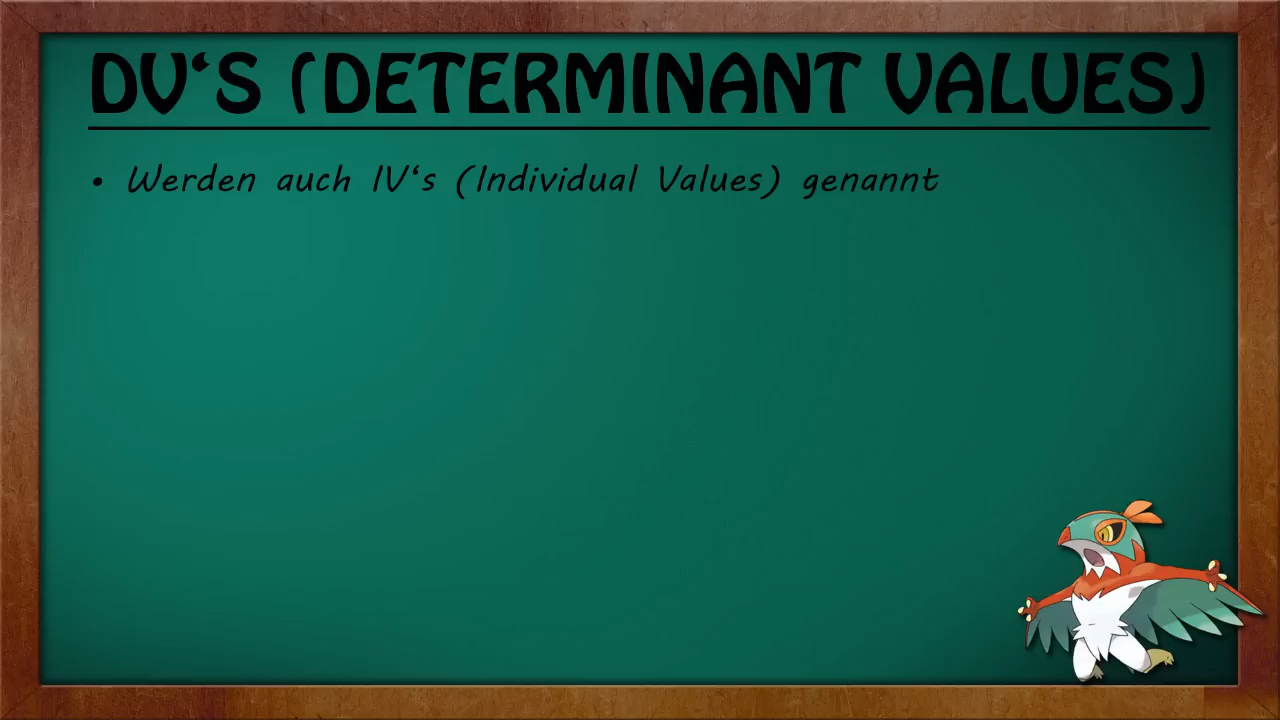 DV‘S (DETERMINANT VALUES)
• Werden auch IV‘s (Individual Values) genannt